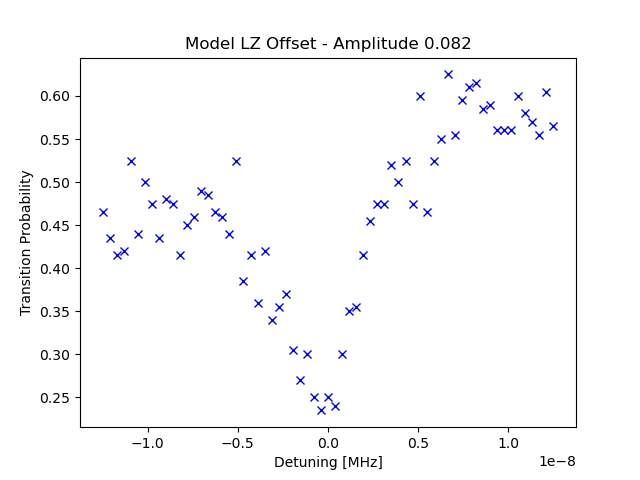 Model LZ Offset - Amplitude 0.082
Transition Probability
0.60
0.55
0.50
0.45
0.40
0.35
0.30
0.25
−1.0 −0.5 0.0 0.5 1.0
1e−8
Detuning [MHz]